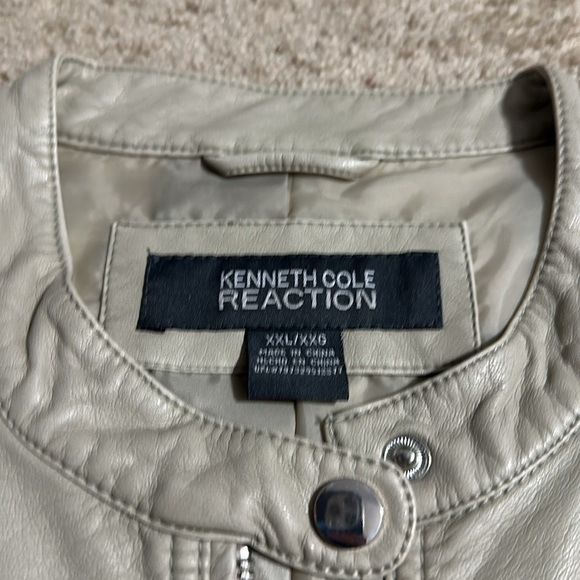 KENNETH COLE
REACTION
XXL/XXG
MADE IN CHINA
HECHO EN CHINA